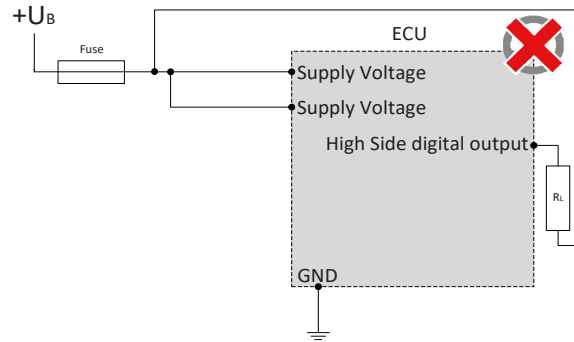 +UB
Fuse
ECU
Supply Voltage
Supply Voltage
High Side digital output
RL
GND